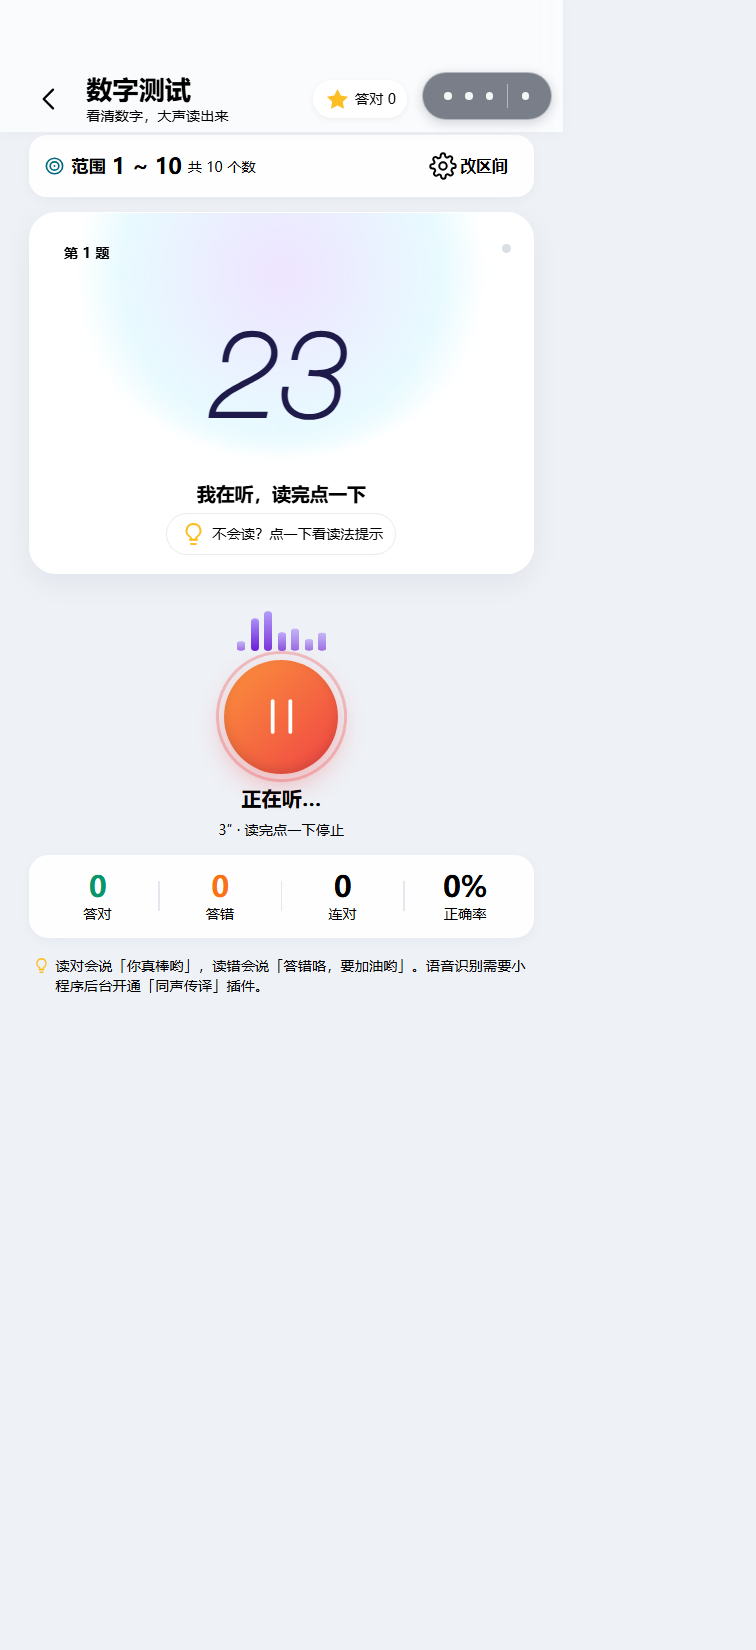 数字测试
看清数字，大声读出来
答对 0
范围 1 ~ 10 共 10 个数
改区间
第 1 题
23
我在听，读完点一下
不会读？点一下看读法提示
正在听...
3″ · 读完点一下停止
0 0 0 0%
答对 答错 连对 正确率
读对会说「你真棒哟」，读错会说「答错咯，要加油哟」。语音识别需要小
程序后台开通「同声传译」插件。